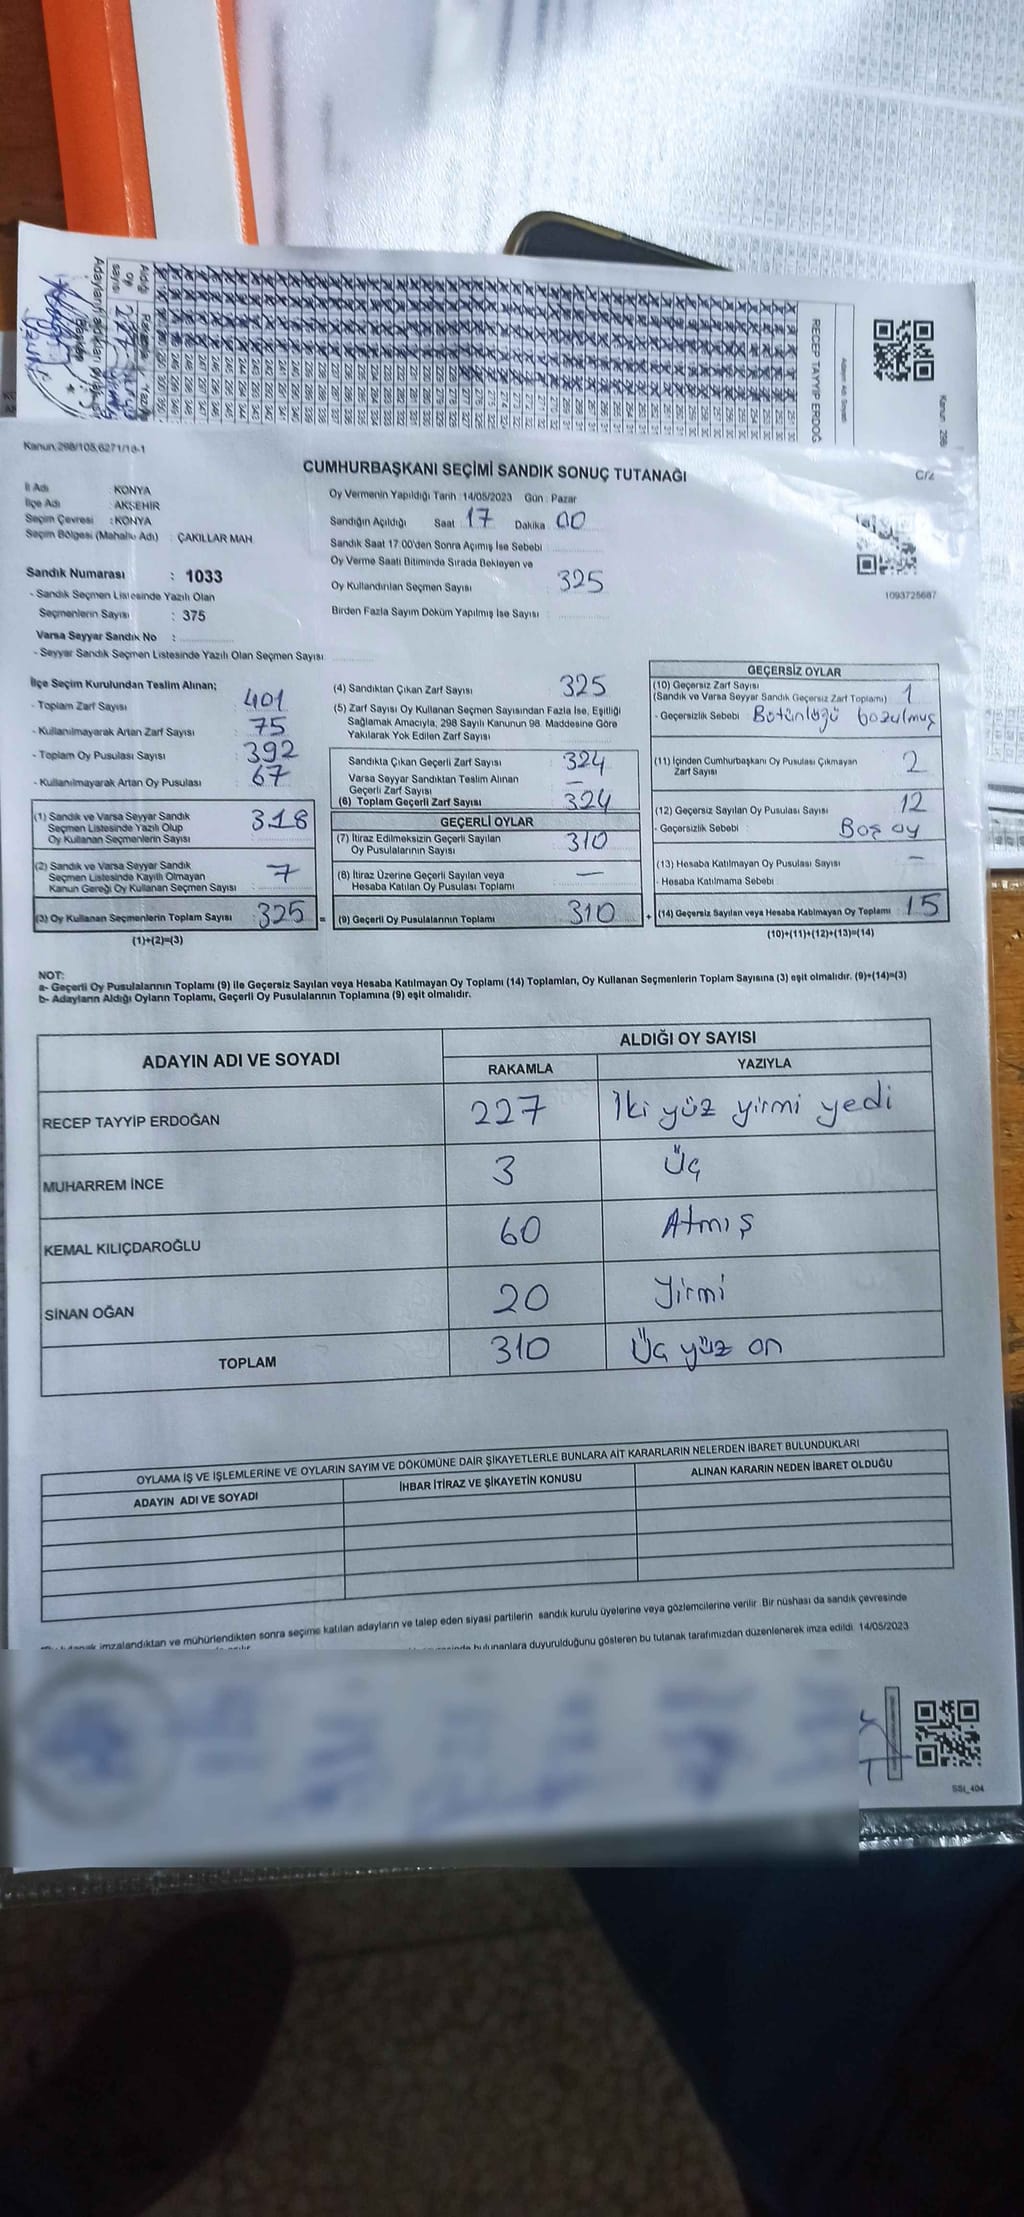 RECEP TAYYİP ERDOĞ
Adayın Adı Soyadı
Kanun: 298/
Aldığı
oy
sayısı
Kanun:298/105,6271/18-1
CUMHURBAŞKANI SEÇİMİ SANDIK SONUÇ TUTANAĞI
C/2
İl Adı : KONYA
İlçe Adı : AKŞEHİR
Seçim Çevresi : KONYA
Seçim Bölgesi (Mahalle Adı) : ÇAKILLAR MAH
Sandık Numarası : 1033
- Sandık Seçmen Listesinde Yazılı Olan
Seçmenlerin Sayısı : 375
Varsa Seyyar Sandık No :
- Seyyar Sandık Seçmen Listesinde Yazılı Olan Seçmen Sayısı
Oy Vermenin Yapıldığı Tarih : 14/05/2023 Gün : Pazar
Sandığın Açıldığı Saat : 17 Dakika : 00
Sandık Saat 17:00'den Sonra Açımış İse Sebebi :
Oy Verme Saati Bitiminde Sırada Bekleyen ve
Oy Kullandırılan Seçmen Sayısı : 325
Birden Fazla Sayım Döküm Yapılmış İse Sayısı :
1093725687
İlçe Seçim Kurulundan Teslim Alınan;
- Toplam Zarf Sayısı : 401
- Kullanılmayarak Artan Zarf Sayısı : 75
- Toplam Oy Pusulası Sayısı : 392
- Kullanılmayarak Artan Oy Pusulası : 67
(1) Sandık ve Varsa Seyyar Sandık
Seçmen Listesinde Yazılı Olup
Oy Kullanan Seçmenlerin Sayısı : 318
(2) Sandık ve Varsa Seyyar Sandık
Seçmen Listesinde Kayıtlı Olmayan
Kanun Gereği Oy Kullanan Seçmen Sayısı : 7
(3) Oy Kullanan Seçmenlerin Toplam Sayısı : 325 =
(1)+(2)=(3)
(4) Sandıktan Çıkan Zarf Sayısı : 325
(5) Zarf Sayısı Oy Kullanan Seçmen Sayısından Fazla İse, Eşitliği
Sağlamak Amacıyla, 298 Sayılı Kanunun 98. Maddesine Göre
Yakılarak Yok Edilen Zarf Sayısı :
Sandıkta Çıkan Geçerli Zarf Sayısı : 324
Varsa Seyyar Sandıktan Teslim Alınan
Geçerli Zarf Sayısı : —
(6) Toplam Geçerli Zarf Sayısı : 324
GEÇERLİ OYLAR
(7) İtiraz Edilmeksizin Geçerli Sayılan
Oy Pusulalarının Sayısı : 310
(8) İtiraz Üzerine Geçerli Sayılan veya
Hesaba Katılan Oy Pusulası Toplamı : —
(9) Geçerli Oy Pusulalarının Toplamı : 310 +
GEÇERSİZ OYLAR
(10) Geçersiz Zarf Sayısı
(Sandık ve Varsa Seyyar Sandık Geçersiz Zarf Toplamı) : 1
- Geçersizlik Sebebi : Bütünlüğü bozulmuş
(11) İçinden Cumhurbaşkanı Oy Pusulası Çıkmayan
Zarf Sayısı : 2
(12) Geçersiz Sayılan Oy Pusulası Sayısı : 12
- Geçersizlik Sebebi : Boş oy
(13) Hesaba Katılmayan Oy Pusulası Sayısı : —
- Hesaba Katılmama Sebebi :
(14) Geçersiz Sayılan veya Hesaba Katılmayan Oy Toplamı : 15
(10)+(11)+(12)+(13)=(14)
NOT:
a- Geçerli Oy Pusulalarının Toplamı (9) ile Geçersiz Sayılan veya Hesaba Katılmayan Oy Toplamı (14) Toplamları, Oy Kullanan Seçmenlerin Toplam Sayısına (3) eşit olmalıdır. (9)+(14)=(3)
b- Adayların Aldığı Oyların Toplamı, Geçerli Oy Pusulalarının Toplamına (9) eşit olmalıdır.
ADAYIN ADI VE SOYADI
ALDIĞI OY SAYISI
RAKAMLA YAZIYLA
RECEP TAYYİP ERDOĞAN 227 İki yüz yirmi yedi
MUHARREM İNCE 3 Üç
KEMAL KILIÇDAROĞLU 60 Atmış
SİNAN OĞAN 20 Yirmi
TOPLAM 310 Üç yüz on
OYLAMA İŞ VE İŞLEMLERİNE VE OYLARIN SAYIM VE DÖKÜMÜNE DAİR ŞİKAYETLERLE BUNLARA AİT KARARLARIN NELERDEN İBARET BULUNDUKLARI
ADAYIN ADI VE SOYADI İHBAR İTİRAZ VE ŞİKAYETİN KONUSU ALINAN KARARIN NEDEN İBARET OLDUĞU
imzalandıktan ve mühürlendikten sonra seçime katılan adayların ve talep eden siyasi partilerin sandık kurulu üyelerine veya gözlemcilerine verilir. Bir nüshası da sandık çevresinde
bulunanlara duyurulduğunu gösteren bu tutanak tarafımızdan düzenlenerek imza edildi. 14/05/2023
SSI_404